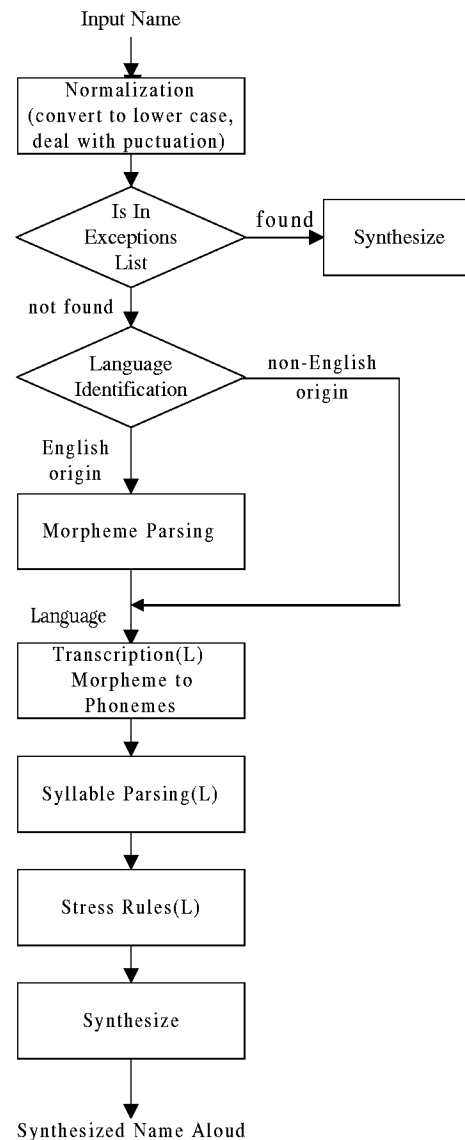 Input Name
Normalization
(convert to lower case,
deal with puctuation)
Is In
Exceptions
List
found
Synthesize
not found
Language
Identification
non-English
origin
English
origin
Morpheme Parsing
Language
Transcription(L)
Morpheme to
Phonemes
Syllable Parsing(L)
Stress Rules(L)
Synthesize
Synthesized Name Aloud